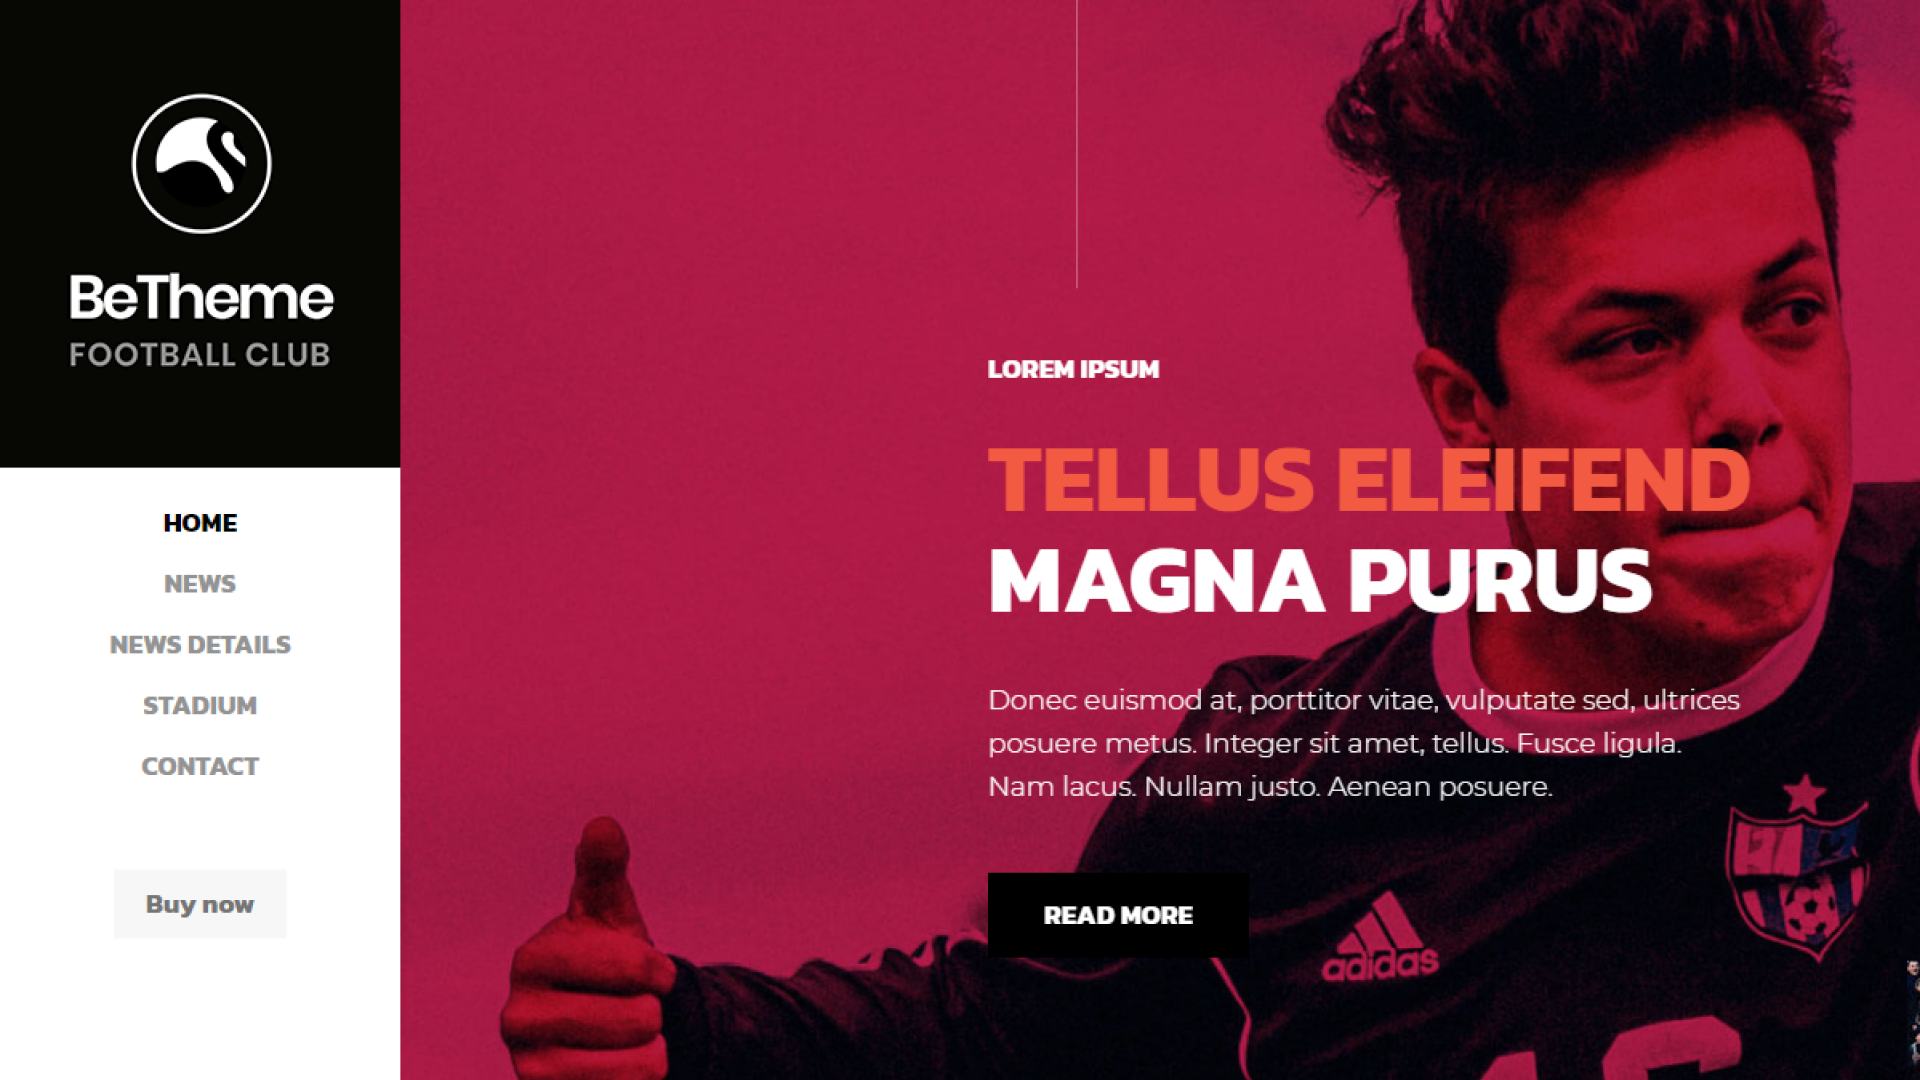 BeTheme
FOOTBALL CLUB
HOME
NEWS
NEWS DETAILS
STADIUM
CONTACT
Buy now
LOREM IPSUM
TELLUS ELEIFEND
MAGNA PURUS
Donec euismod at, porttitor vitae, vulputate sed, ultrices
posuere metus. Integer sit amet, tellus. Fusce ligula.
Nam lacus. Nullam justo. Aenean posuere.
READ MORE
adidas